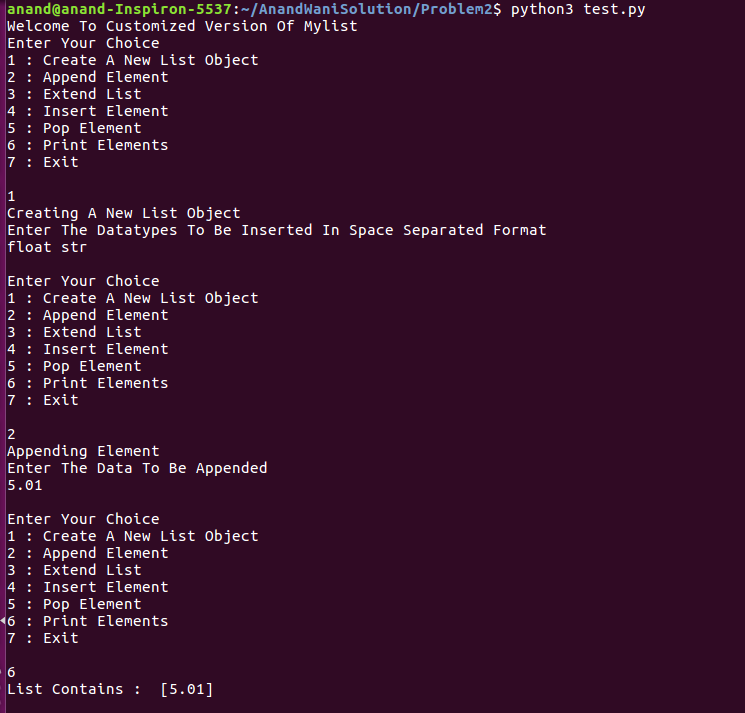 anand@anand-Inspiron-5537:~/AnandWaniSolution/Problem2$ python3 test.py
Welcome To Customized Version Of Mylist
Enter Your Choice
1 : Create A New List Object
2 : Append Element
3 : Extend List
4 : Insert Element
5 : Pop Element
6 : Print Elements
7 : Exit
1
Creating A New List Object
Enter The Datatypes To Be Inserted In Space Separated Format
float str
Enter Your Choice
1 : Create A New List Object
2 : Append Element
3 : Extend List
4 : Insert Element
5 : Pop Element
6 : Print Elements
7 : Exit
2
Appending Element
Enter The Data To Be Appended
5.01
Enter Your Choice
1 : Create A New List Object
2 : Append Element
3 : Extend List
4 : Insert Element
5 : Pop Element
6 : Print Elements
7 : Exit
6
List Contains :  [5.01]